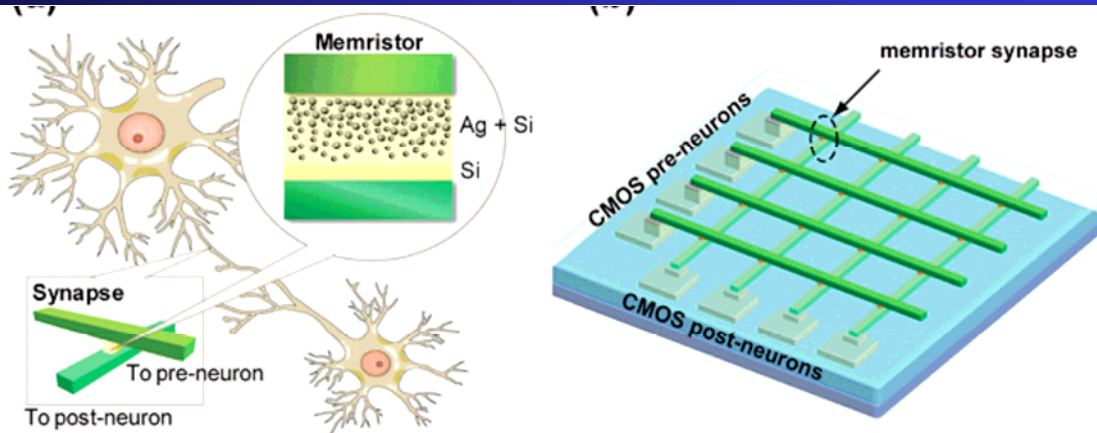 Memristor
Ag + Si
Si
Synapse
To pre-neuron
To post-neuron
memristor synapse
CMOS pre-neurons
CMOS post-neurons